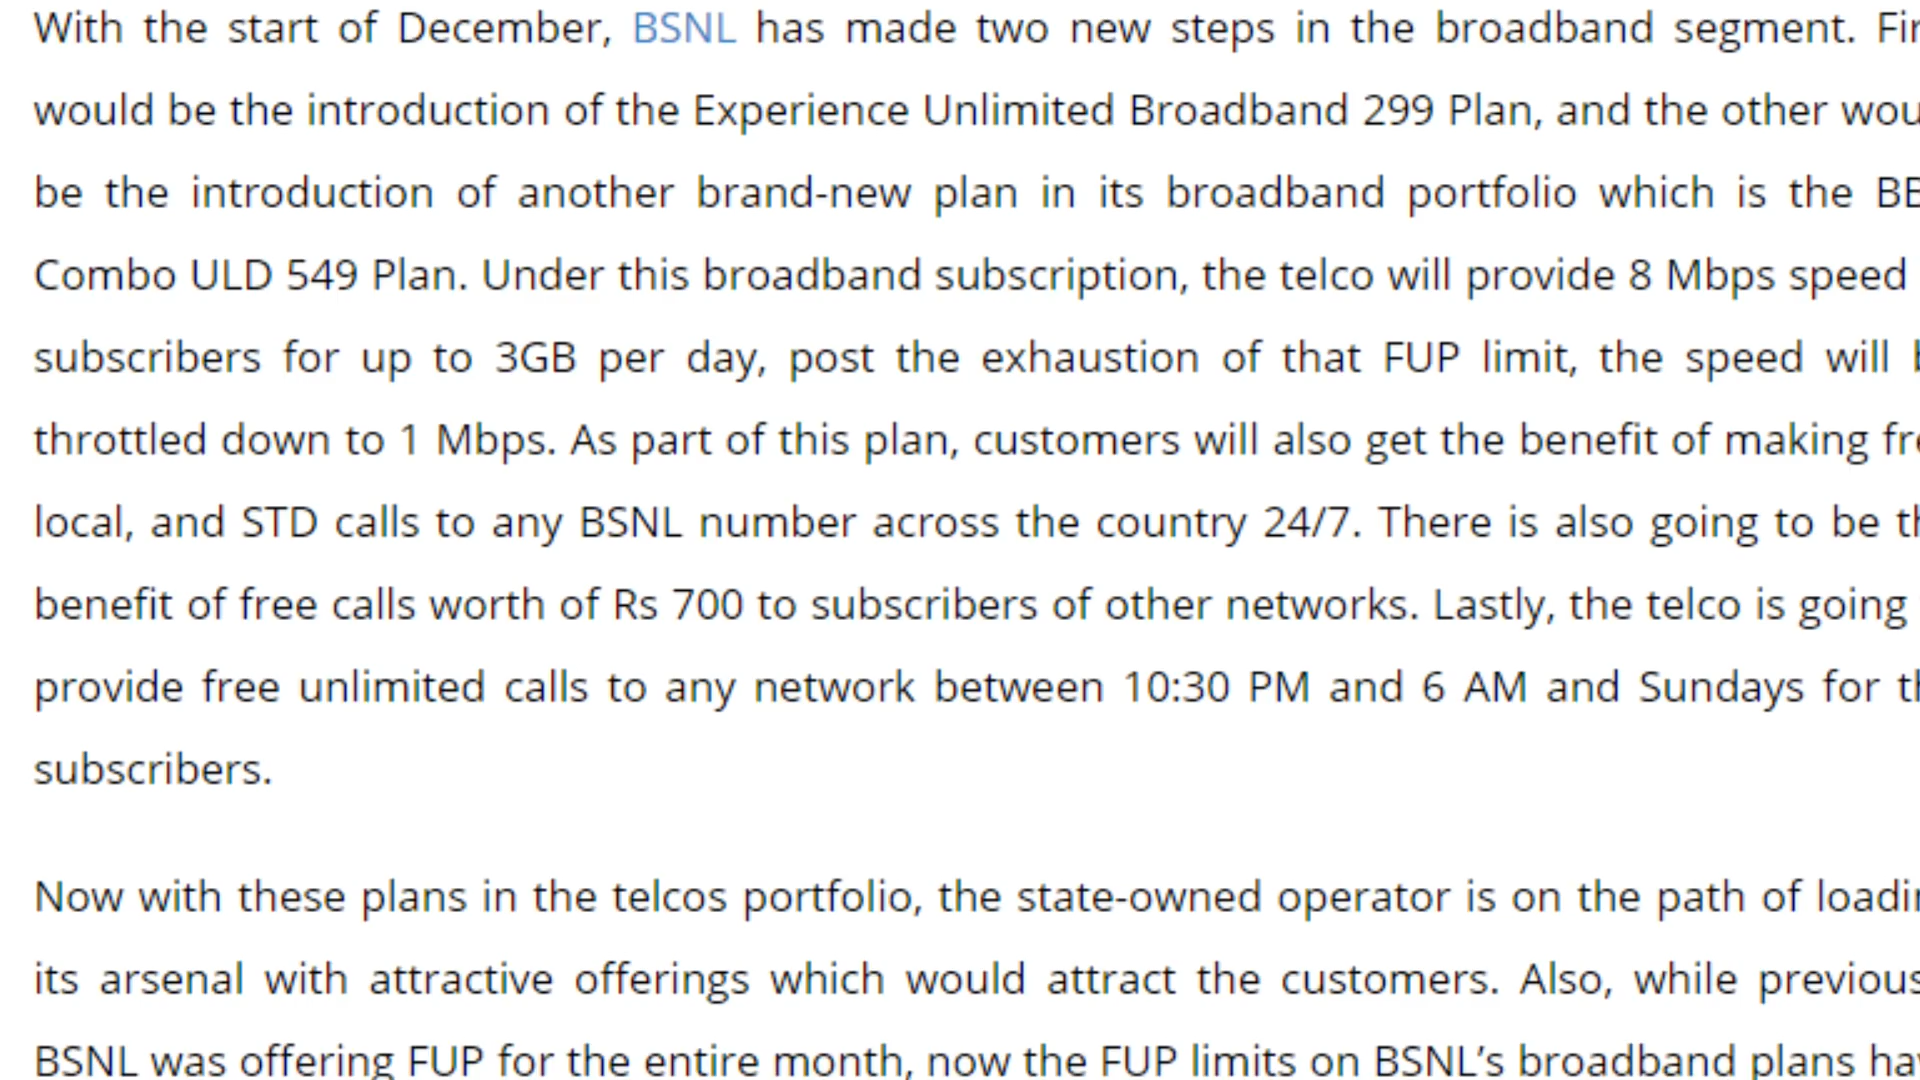 With the start of December, BSNL has made two new steps in the broadband segment.
would be the introduction of the Experience Unlimited Broadband 299 Plan, and the other
be the introduction of another brand-new plan in its broadband portfolio which is the
Combo ULD 549 Plan. Under this broadband subscription, the telco will provide 8 Mbps speed
subscribers for up to 3GB per day, post the exhaustion of that FUP limit, the speed will
throttled down to 1 Mbps. As part of this plan, customers will also get the benefit of making
local, and STD calls to any BSNL number across the country 24/7. There is also going to be
benefit of free calls worth of Rs 700 to subscribers of other networks. Lastly, the telco is going
provide free unlimited calls to any network between 10:30 PM and 6 AM and Sundays for
subscribers.
Now with these plans in the telcos portfolio, the state-owned operator is on the path of
its arsenal with attractive offerings which would attract the customers. Also, while
BSNL was offering FUP for the entire month, now the FUP limits on BSNL’s broadband plans